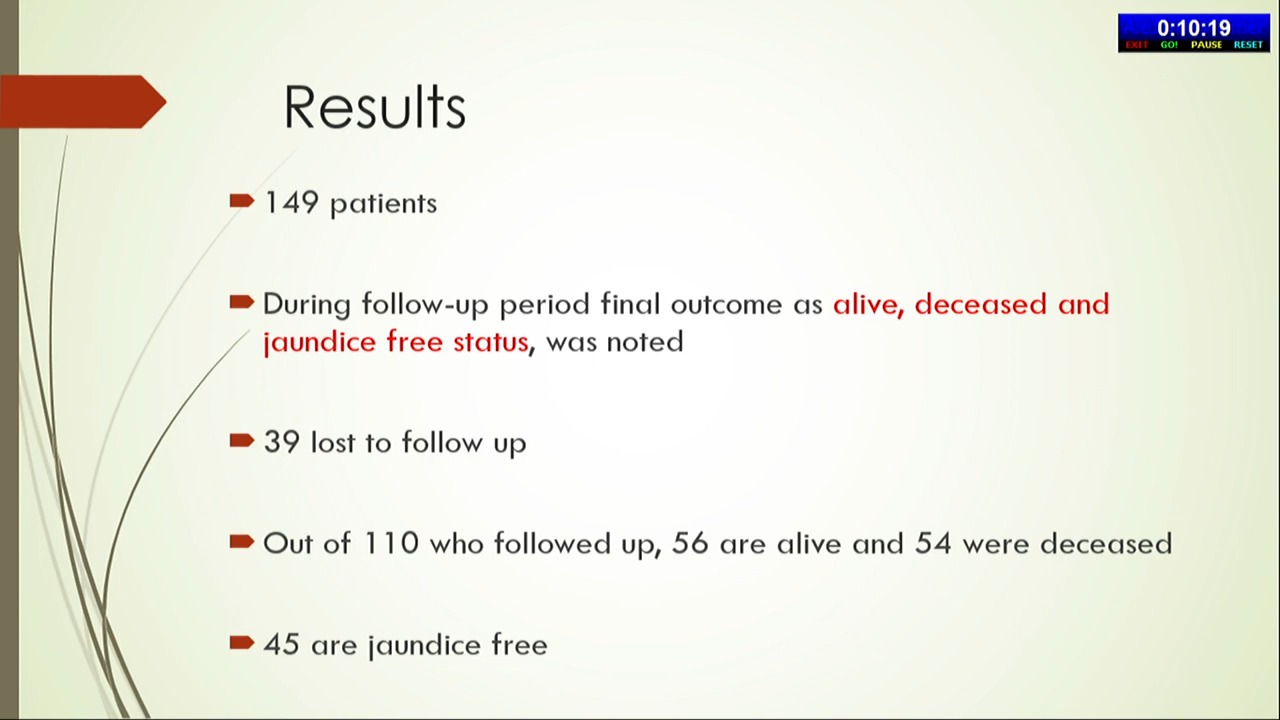 0:10:19
EXIT GO! PAUSE RESET
Results
149 patients
During follow-up period final outcome as alive, deceased and
jaundice free status, was noted
39 lost to follow up
Out of 110 who followed up, 56 are alive and 54 were deceased
45 are jaundice free